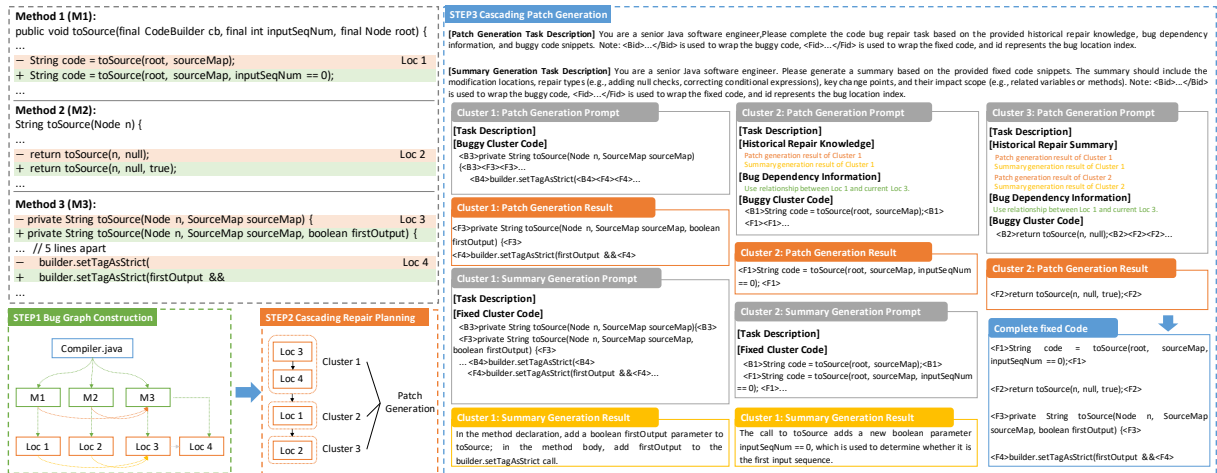 Method 1 (M1):
public void toSource(final CodeBuilder cb, final int inputSeqNum, final Node root) {
...
− String code = toSource(root, sourceMap); Loc 1
+ String code = toSource(root, sourceMap, inputSeqNum == 0);
...
Method 2 (M2):
String toSource(Node n) {
...
− return toSource(n, null); Loc 2
+ return toSource(n, null, true);
...
Method 3 (M3):
− private String toSource(Node n, SourceMap sourceMap) { Loc 3
+ private String toSource(Node n, SourceMap sourceMap, boolean firstOutput) {
... // 5 lines apart
− builder.setTagAsStrict( Loc 4
+ builder.setTagAsStrict(firstOutput &&
...
STEP1 Bug Graph Construction
Compiler.java
M1 M2 M3
Loc 1 Loc 2 Loc 3 Loc 4
STEP2 Cascading Repair Planning
Loc 3
Loc 4
Loc 1
Loc 2
Cluster 1
Cluster 2
Cluster 3
Patch
Generation
STEP3 Cascading Patch Generation
[Patch Generation Task Description] You are a senior Java software engineer,Please complete the code bug repair task based on the provided historical repair knowledge, bug dependency
information, and buggy code snippets. Note: <Bid>...</Bid> is used to wrap the buggy code, <Fid>...</Fid> is used to wrap the fixed code, and id represents the bug location index.
[Summary Generation Task Description] You are a senior Java software engineer. Please generate a summary based on the provided fixed code snippets. The summary should include the
modification locations, repair types (e.g., adding null checks, correcting conditional expressions), key change points, and their impact scope (e.g., related variables or methods). Note: <Bid>...</Bid>
is used to wrap the buggy code, <Fid>...</Fid> is used to wrap the fixed code, and id represents the bug location index.
Cluster 1: Patch Generation Prompt
[Task Description]
[Buggy Cluster Code]
<B3>private String toSource(Node n, SourceMap sourceMap)
{<B3><F3><F3>...
<B4>builder.setTagAsStrict(<B4><F4><F4>...
Cluster 1: Patch Generation Result
<F3>private String toSource(Node n, SourceMap sourceMap, boolean
firstOutput) {<F3>
<F4>builder.setTagAsStrict(firstOutput &&<F4>
Cluster 1: Summary Generation Prompt
[Task Description]
[Fixed Cluster Code]
<B3>private String toSource(Node n, SourceMap sourceMap){<B3>
<F3>private String toSource(Node n, SourceMap sourceMap,
boolean firstOutput) {<F3>
... <B4>builder.setTagAsStrict(<B4>
<F4>builder.setTagAsStrict(firstOutput &&<F4>...
Cluster 1: Summary Generation Result
In the method declaration, add a boolean firstOutput parameter to
toSource; in the method body, add firstOutput to the
builder.setTagAsStrict call.
Cluster 2: Patch Generation Prompt
[Task Description]
[Historical Repair Knowledge]
Patch generation result of Cluster 1
Summary generation result of Cluster 1
[Bug Dependency Information]
Use relationship between Loc 1 and current Loc 3.
[Buggy Cluster Code]
<B1>String code = toSource(root, sourceMap);<B1>
<F1><F1>...
Cluster 2: Patch Generation Result
<F1>String code = toSource(root, sourceMap, inputSeqNum
== 0); <F1>
Cluster 2: Summary Generation Prompt
[Task Description]
[Fixed Cluster Code]
<B1>String code = toSource(root, sourceMap);<B1>
<F1>String code = toSource(root, sourceMap, inputSeqNum
== 0); <F1>...
Cluster 1: Summary Generation Result
The call to toSource adds a new boolean parameter
inputSeqNum == 0, which is used to determine whether it is
the first input sequence.
Cluster 3: Patch Generation Prompt
[Task Description]
[Historical Repair Summary]
Patch generation result of Cluster 1
Summary generation result of Cluster 1
Patch generation result of Cluster 2
Summary generation result of Cluster 2
[Bug Dependency Information]
Use relationship between Loc 1 and current Loc 3.
[Buggy Cluster Code]
<B2>return toSource(n, null);<B2><F2><F2>...
Cluster 2: Patch Generation Result
<F2>return toSource(n, null, true);<F2>
Complete fixed Code
<F1>String code = toSource(root, sourceMap,
inputSeqNum == 0);<F1>
<F2>return toSource(n, null, true);<F2>
<F3>private String toSource(Node n, SourceMap
sourceMap, boolean firstOutput) {<F3>
<F4>builder.setTagAsStrict(firstOutput &&<F4>